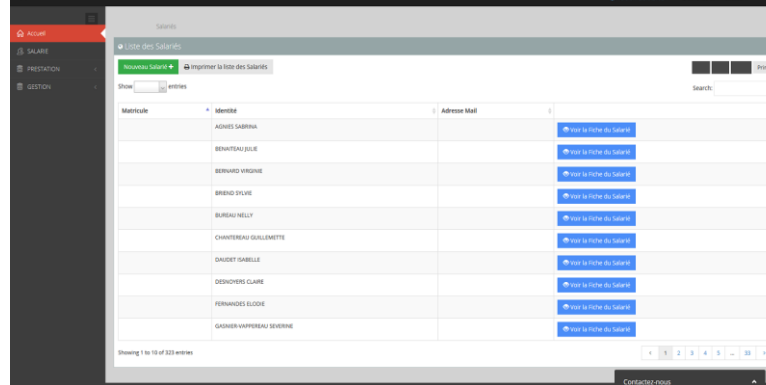 Salariés
Accueil
SALARIE
PRESTATION
GESTION
Liste des Salariés
Nouveau Salarié +
Imprimer la liste des Salariés
Show entries
Search:
Matricule Identité Adresse Mail
AGNIES SABRINA Voir la Fiche du Salarié
BENAITEAU JULIE Voir la Fiche du Salarié
BERNARD VIRGINIE Voir la Fiche du Salarié
BRIEND SYLVIE Voir la Fiche du Salarié
BUREAU NELLY Voir la Fiche du Salarié
CHANTEREAU GUILLEMETTE Voir la Fiche du Salarié
DAUDET ISABELLE Voir la Fiche du Salarié
DESNOYERS CLAIRE Voir la Fiche du Salarié
FERNANDES ELODIE Voir la Fiche du Salarié
GASNIER-VAPPEREAU SEVERINE Voir la Fiche du Salarié
Showing 1 to 10 of 323 entries
< 1 2 3 4 5 ... 33 >
Contactez-nous